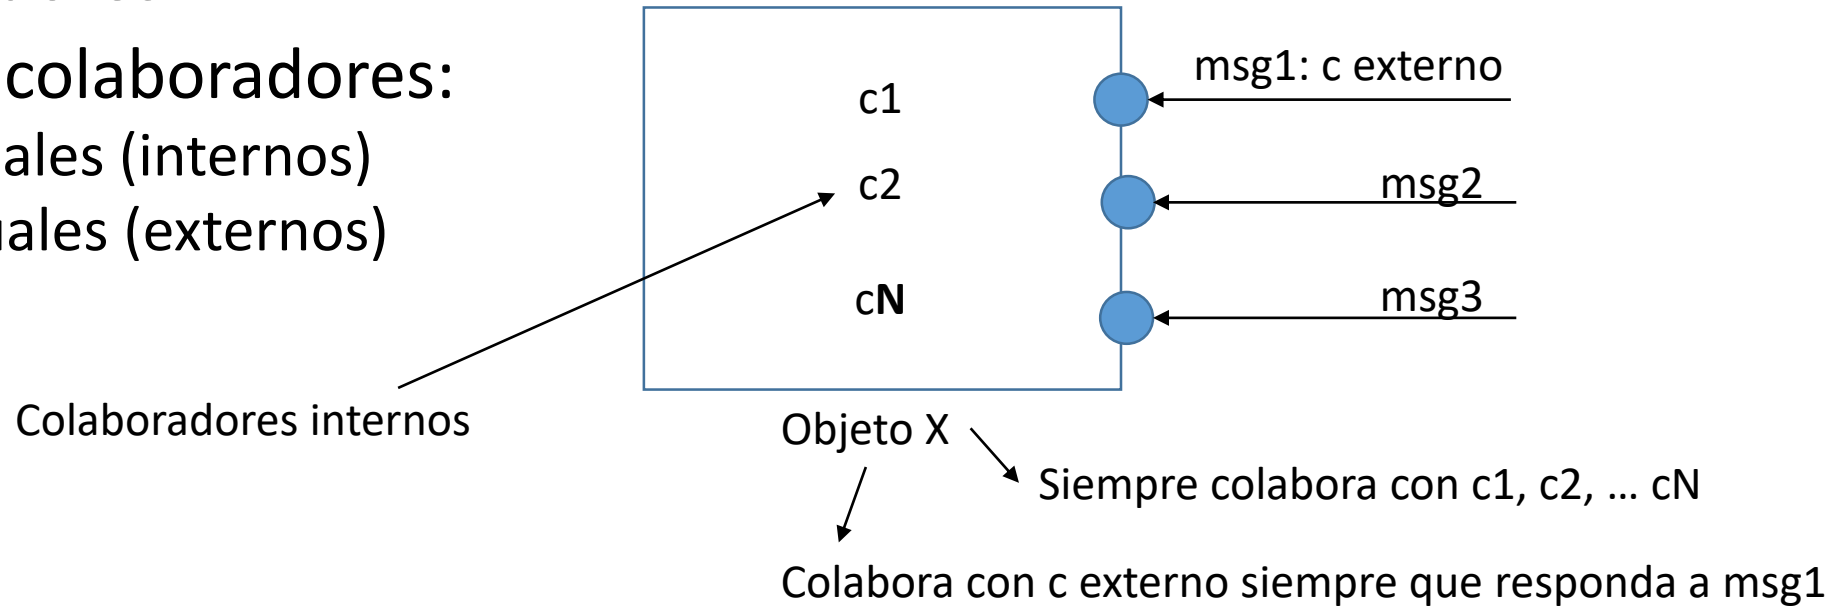 colaboradores:
ales (internos)
uales (externos)
c1
c2
cN
msg1: c externo
msg2
msg3
Colaboradores internos
Objeto X
Siempre colabora con c1, c2, ... cN
Colabora con c externo siempre que responda a msg1